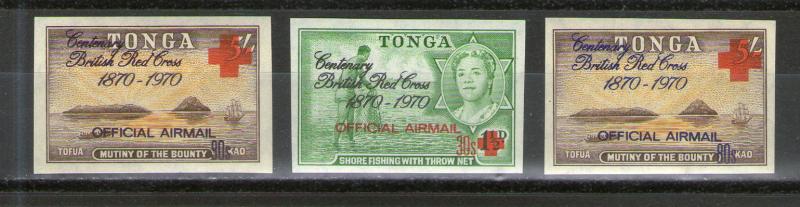 TONGA
5/-
Centenary
British Red Cross
1870-1970
OFFICIAL AIRMAIL
90s
TOFUA
KAO
MUTINY OF THE BOUNTY
TONGA
Centenary
British Red Cross
1870-1970
OFFICIAL AIRMAIL
30s
SHORE FISHING WITH THROW NET
TONGA
5/-
Centenary
British Red Cross
1870-1970
OFFICIAL AIRMAIL
80s
TOFUA
KAO
MUTINY OF THE BOUNTY